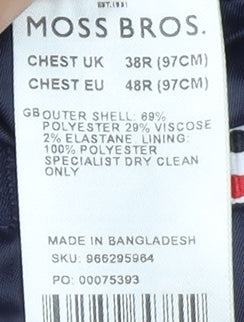 EST.1851
MOSS BROS.
CHEST UK 38R (97CM)
CHEST EU 48R (97CM)
GB OUTER SHELL: 69%
POLYESTER 29% VISCOSE
2% ELASTANE LINING:
100% POLYESTER
SPECIALIST DRY CLEAN
ONLY
MADE IN BANGLADESH
SKU: 966295964
PO: 00075393